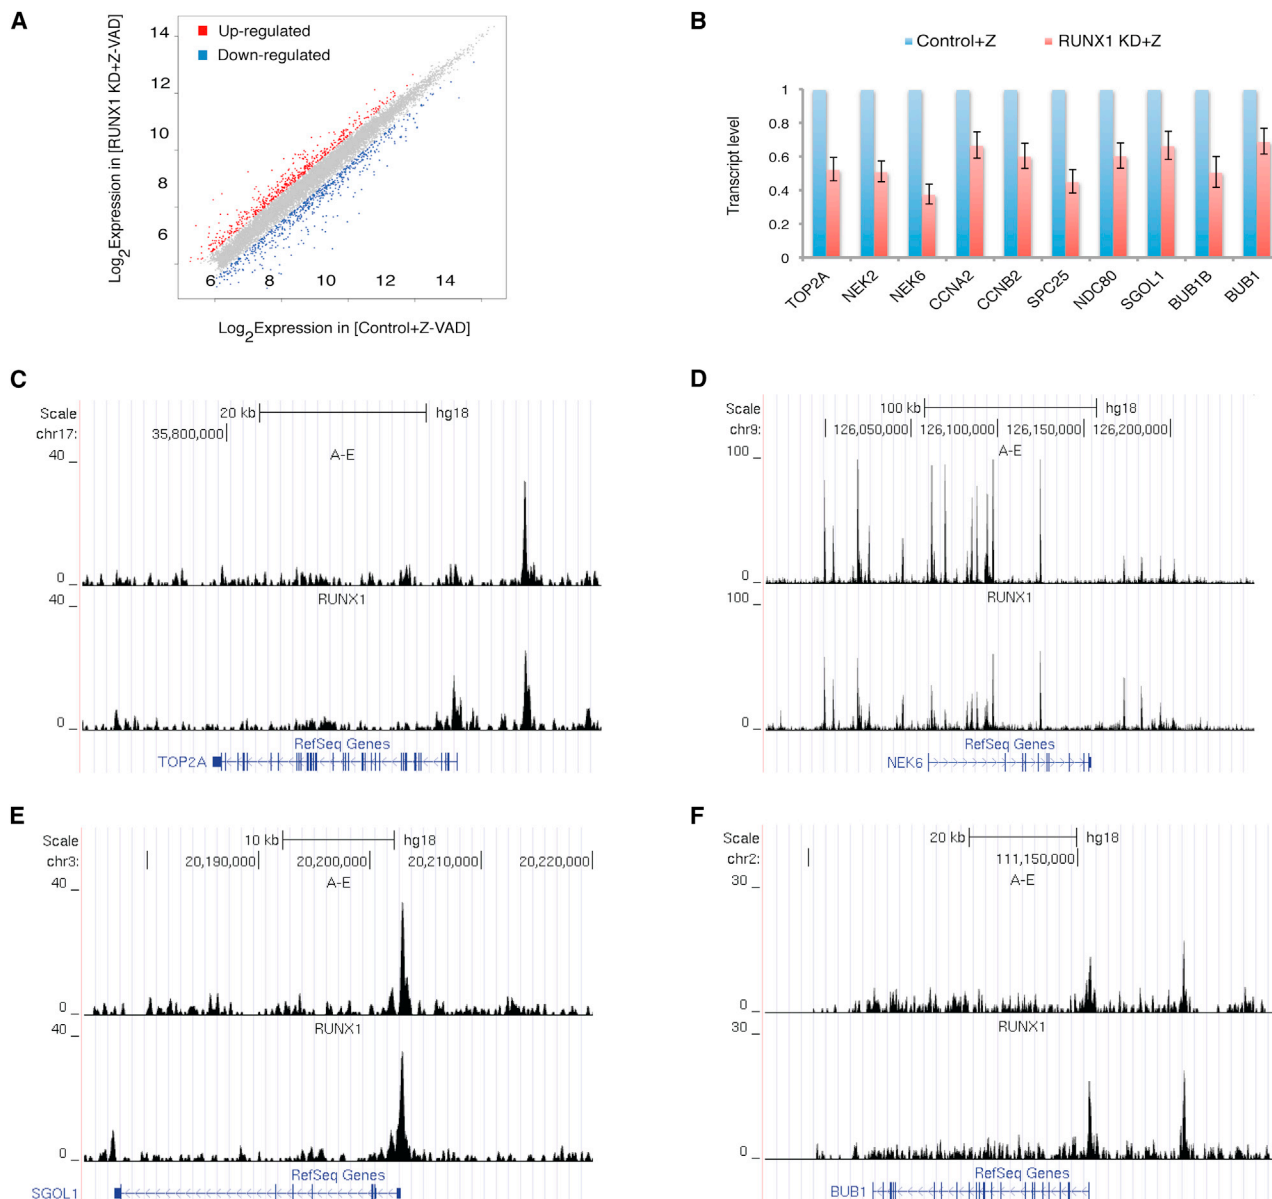 A
Up-regulated
Down-regulated
Log2Expression in [RUNX1 KD+Z-VAD]
14
12
10
8
6
6 8 10 12 14
Log2Expression in [Control+Z-VAD]
B
Control+Z RUNX1 KD+Z
Transcript level
1
0.8
0.6
0.4
0.2
0
TOP2A NEK2 NEK6 CCNA2 CCNB2 SPC25 NDC80 SGOL1 BUB1B BUB1
C
Scale 20 kb hg18
chr17: 35,800,000
40
A-E
0
40
RUNX1
0
RefSeq Genes
TOP2A
D
Scale 100 kb hg18
chr9: 126,050,000 126,100,000 126,150,000 126,200,000
100
A-E
0
100
RUNX1
0
RefSeq Genes
NEK6
E
Scale 10 kb hg18
chr3: 20,190,000 20,200,000 20,210,000 20,220,000
40
A-E
0
40
RUNX1
0
RefSeq Genes
SGOL1
F
Scale 20 kb hg18
chr2: 111,150,000
30
A-E
0
30
RUNX1
0
RefSeq Genes
BUB1